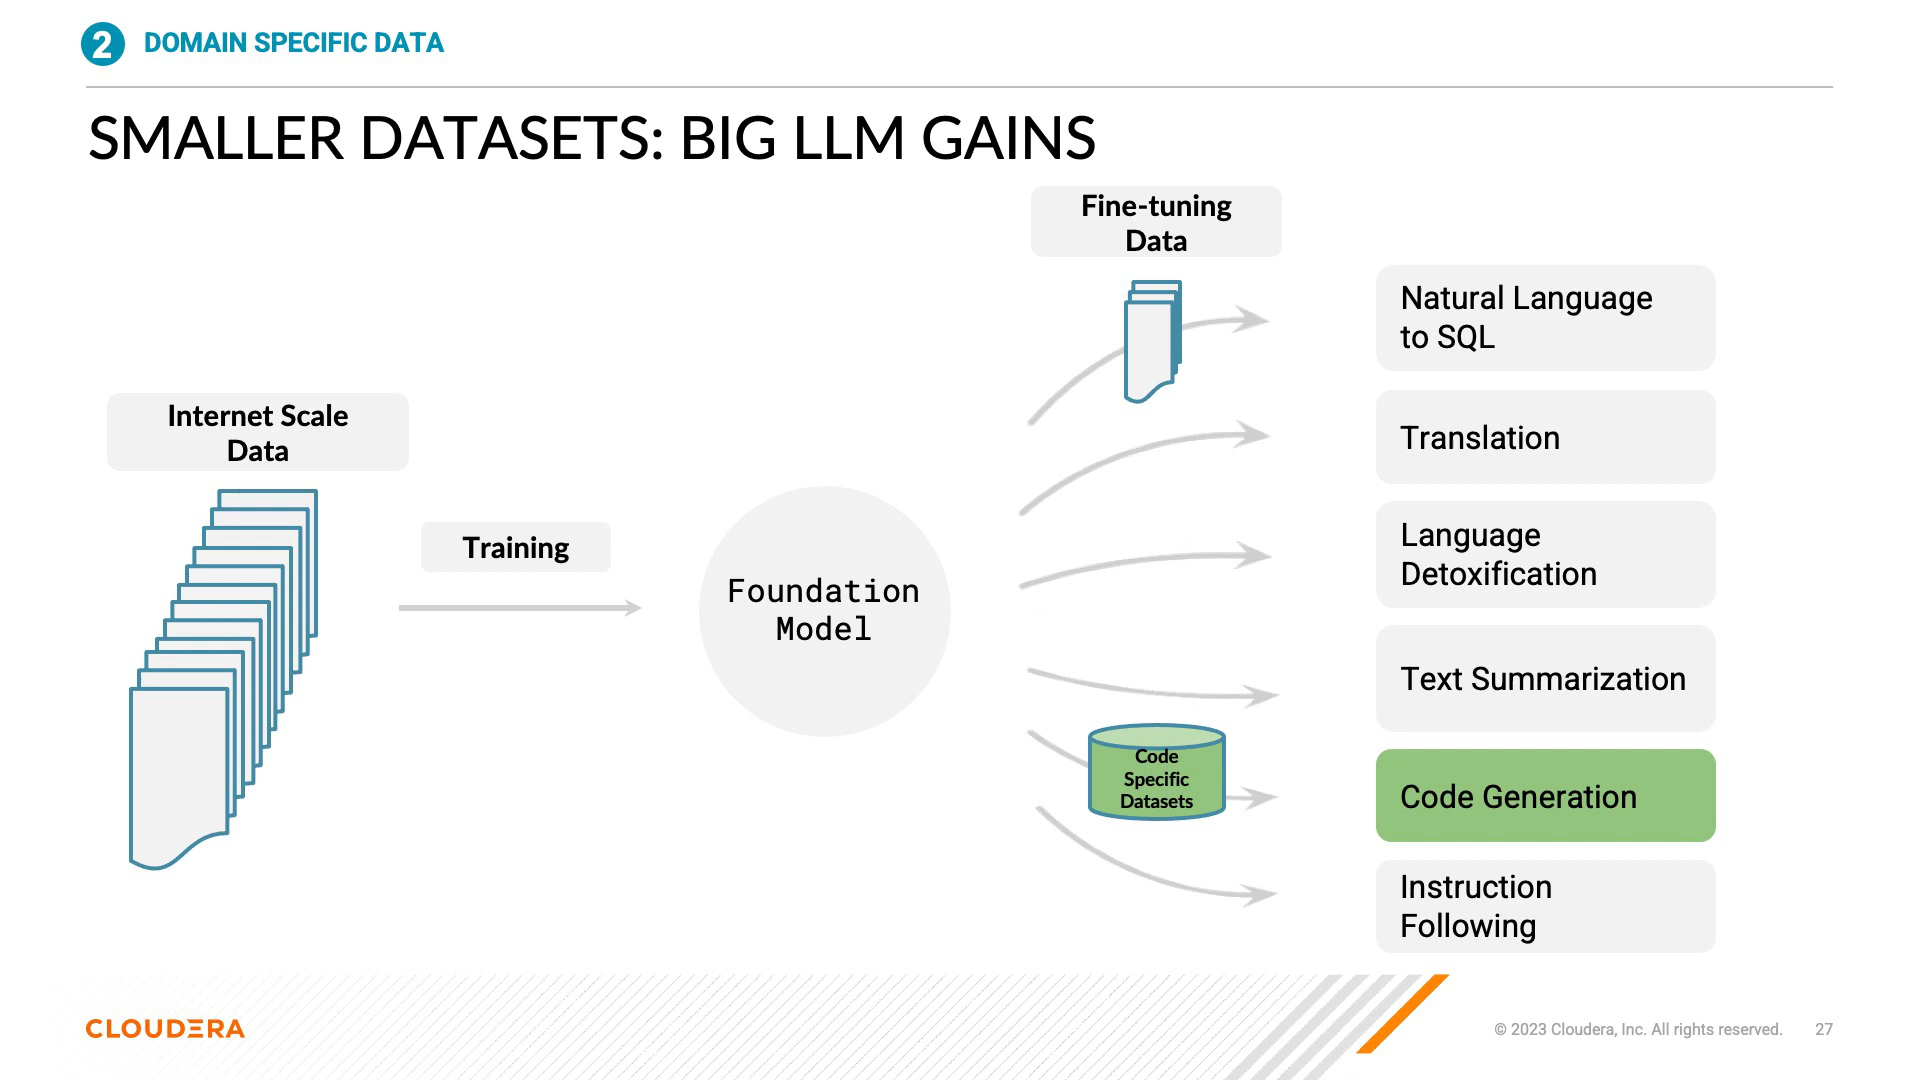 2 DOMAIN SPECIFIC DATA
SMALLER DATASETS: BIG LLM GAINS
Fine-tuning
Data
Natural Language
to SQL
Translation
Internet Scale
Data
Training
Language
Detoxification
Foundation
Model
Text Summarization
Code
Specific
Datasets
Code Generation
Instruction
Following
CLOUDERA
© 2023 Cloudera, Inc. All rights reserved. 27